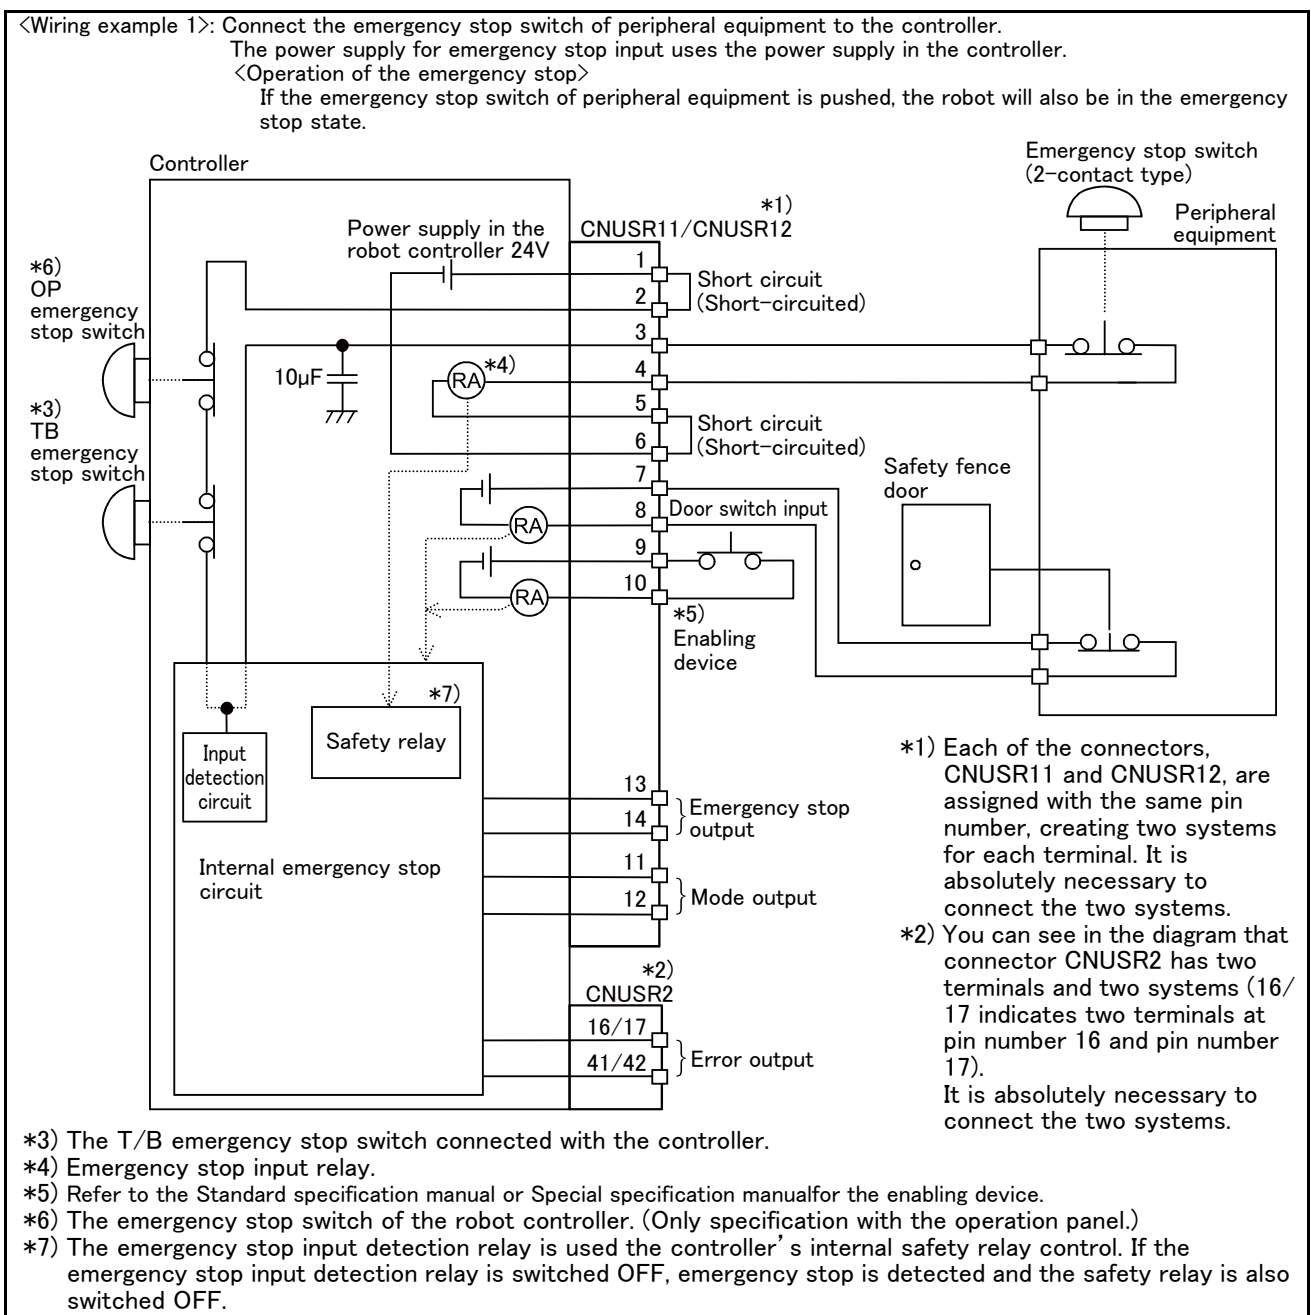 <Wiring example 1>: Connect the emergency stop switch of peripheral equipment to the controller.
The power supply for emergency stop input uses the power supply in the controller.
<Operation of the emergency stop>
If the emergency stop switch of peripheral equipment is pushed, the robot will also be in the emergency
stop state.
Controller
Emergency stop switch
(2-contact type)
Peripheral
equipment
*1)
CNUSR11/CNUSR12
Power supply in the
robot controller 24V
*6)
OP
emergency
stop switch
*3)
TB
emergency
stop switch
10μF
RA
*4)
RA
RA
1
2
3
4
5
6
7
8
9
10
Short circuit
(Short-circuited)
Short circuit
(Short-circuited)
Door switch input
*5)
Enabling
device
Safety fence
door
*7)
Safety relay
Input
detection
circuit
Internal emergency stop
circuit
13
14
Emergency stop
output
11
12
Mode output
*2)
CNUSR2
16/17
41/42
Error output
*1) Each of the connectors,
CNUSR11 and CNUSR12, are
assigned with the same pin
number, creating two systems
for each terminal. It is
absolutely necessary to
connect the two systems.
*2) You can see in the diagram that
connector CNUSR2 has two
terminals and two systems (16/
17 indicates two terminals at
pin number 16 and pin number
17).
It is absolutely necessary to
connect the two systems.
*3) The T/B emergency stop switch connected with the controller.
*4) Emergency stop input relay.
*5) Refer to the Standard specification manual or Special specification manualfor the enabling device.
*6) The emergency stop switch of the robot controller. (Only specification with the operation panel.)
*7) The emergency stop input detection relay is used the controller's internal safety relay control. If the
emergency stop input detection relay is switched OFF, emergency stop is detected and the safety relay is also
switched OFF.